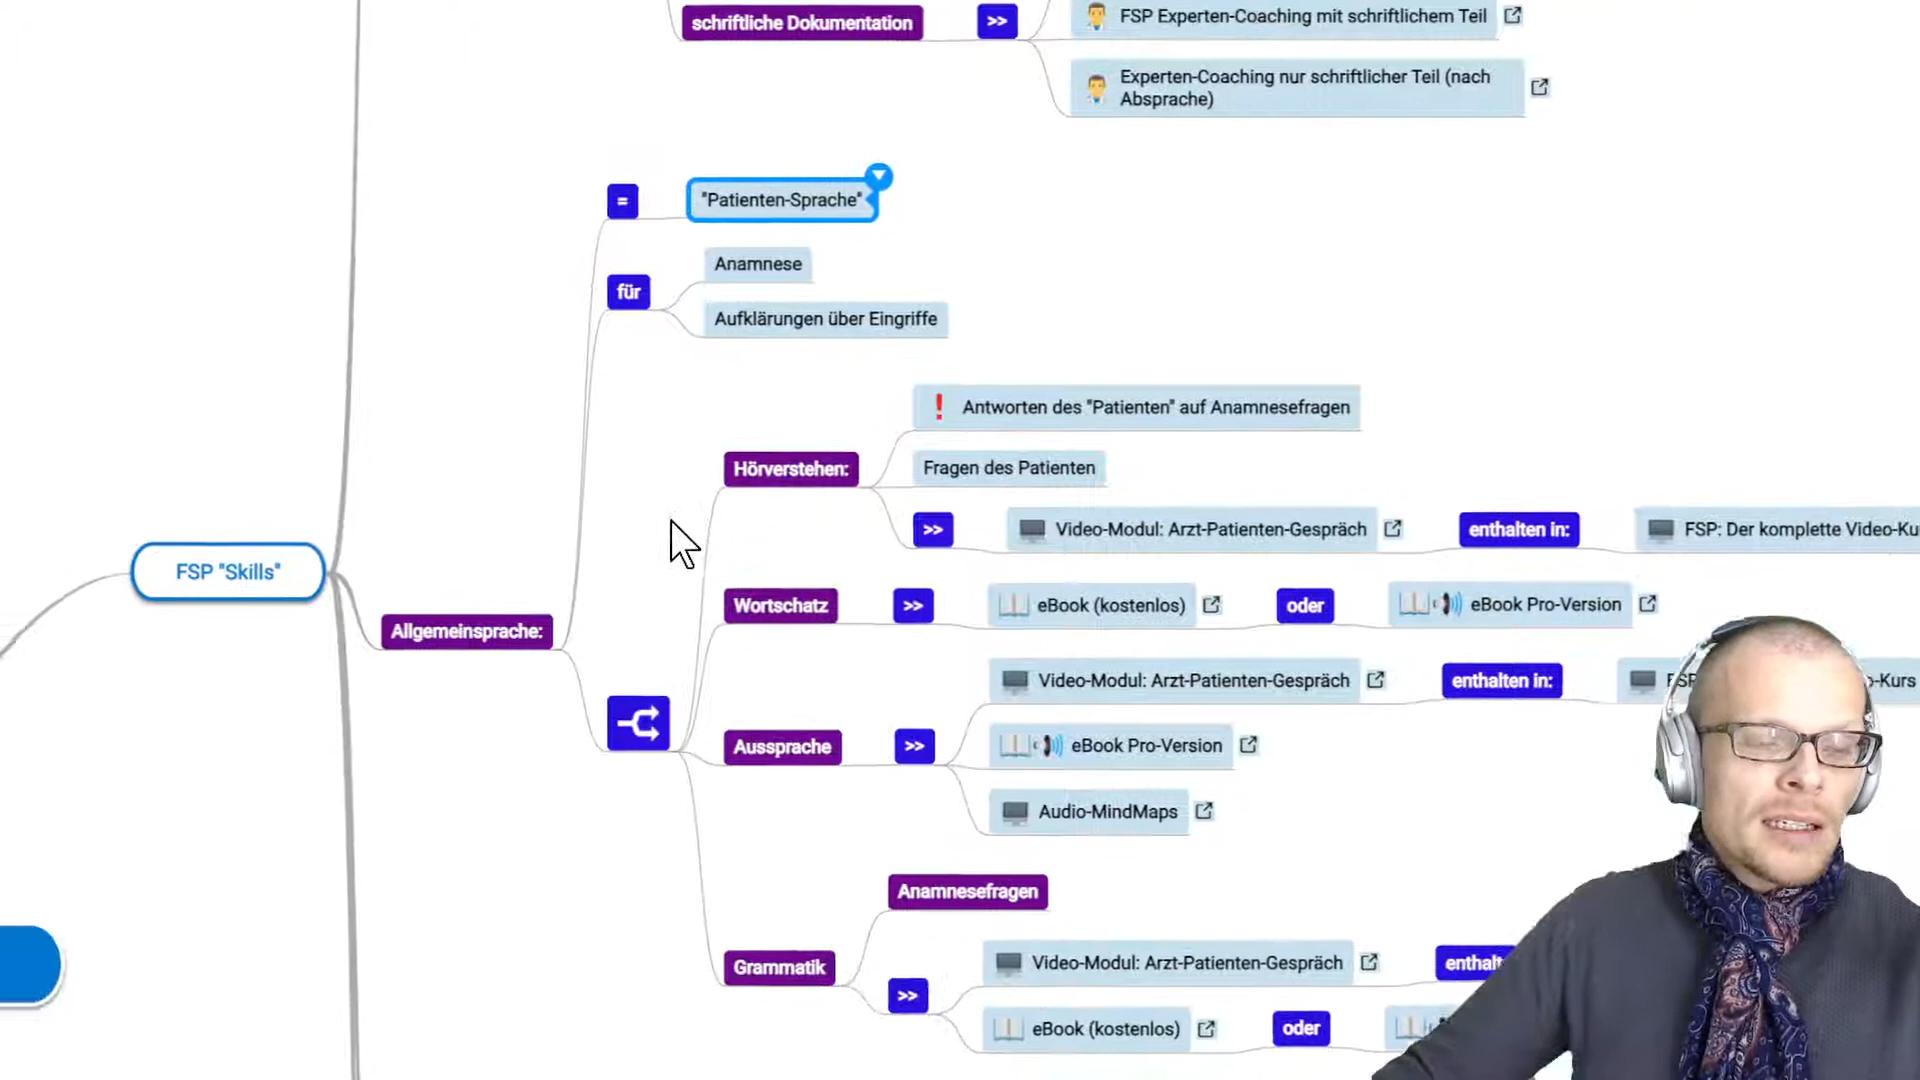 schriftliche Dokumentation
>>
FSP Experten-Coaching mit schriftlichem Teil
Experten-Coaching nur schriftlicher Teil (nach
Absprache)
=
"Patienten-Sprache"
für
Anamnese
Aufklärungen über Eingriffe
Antworten des "Patienten" auf Anamnesefragen
Hörverstehen:
Fragen des Patienten
>>
Video-Modul: Arzt-Patienten-Gespräch
enthalten in:
FSP: Der komplette Video-Ku
FSP "Skills"
Wortschatz
>>
eBook (kostenlos)
oder
eBook Pro-Version
Allgemeinsprache:
Video-Modul: Arzt-Patienten-Gespräch
enthalten in:
Aussprache
>>
eBook Pro-Version
Audio-MindMaps
Anamnesefragen
Grammatik
>>
Video-Modul: Arzt-Patienten-Gespräch
eBook (kostenlos)
oder